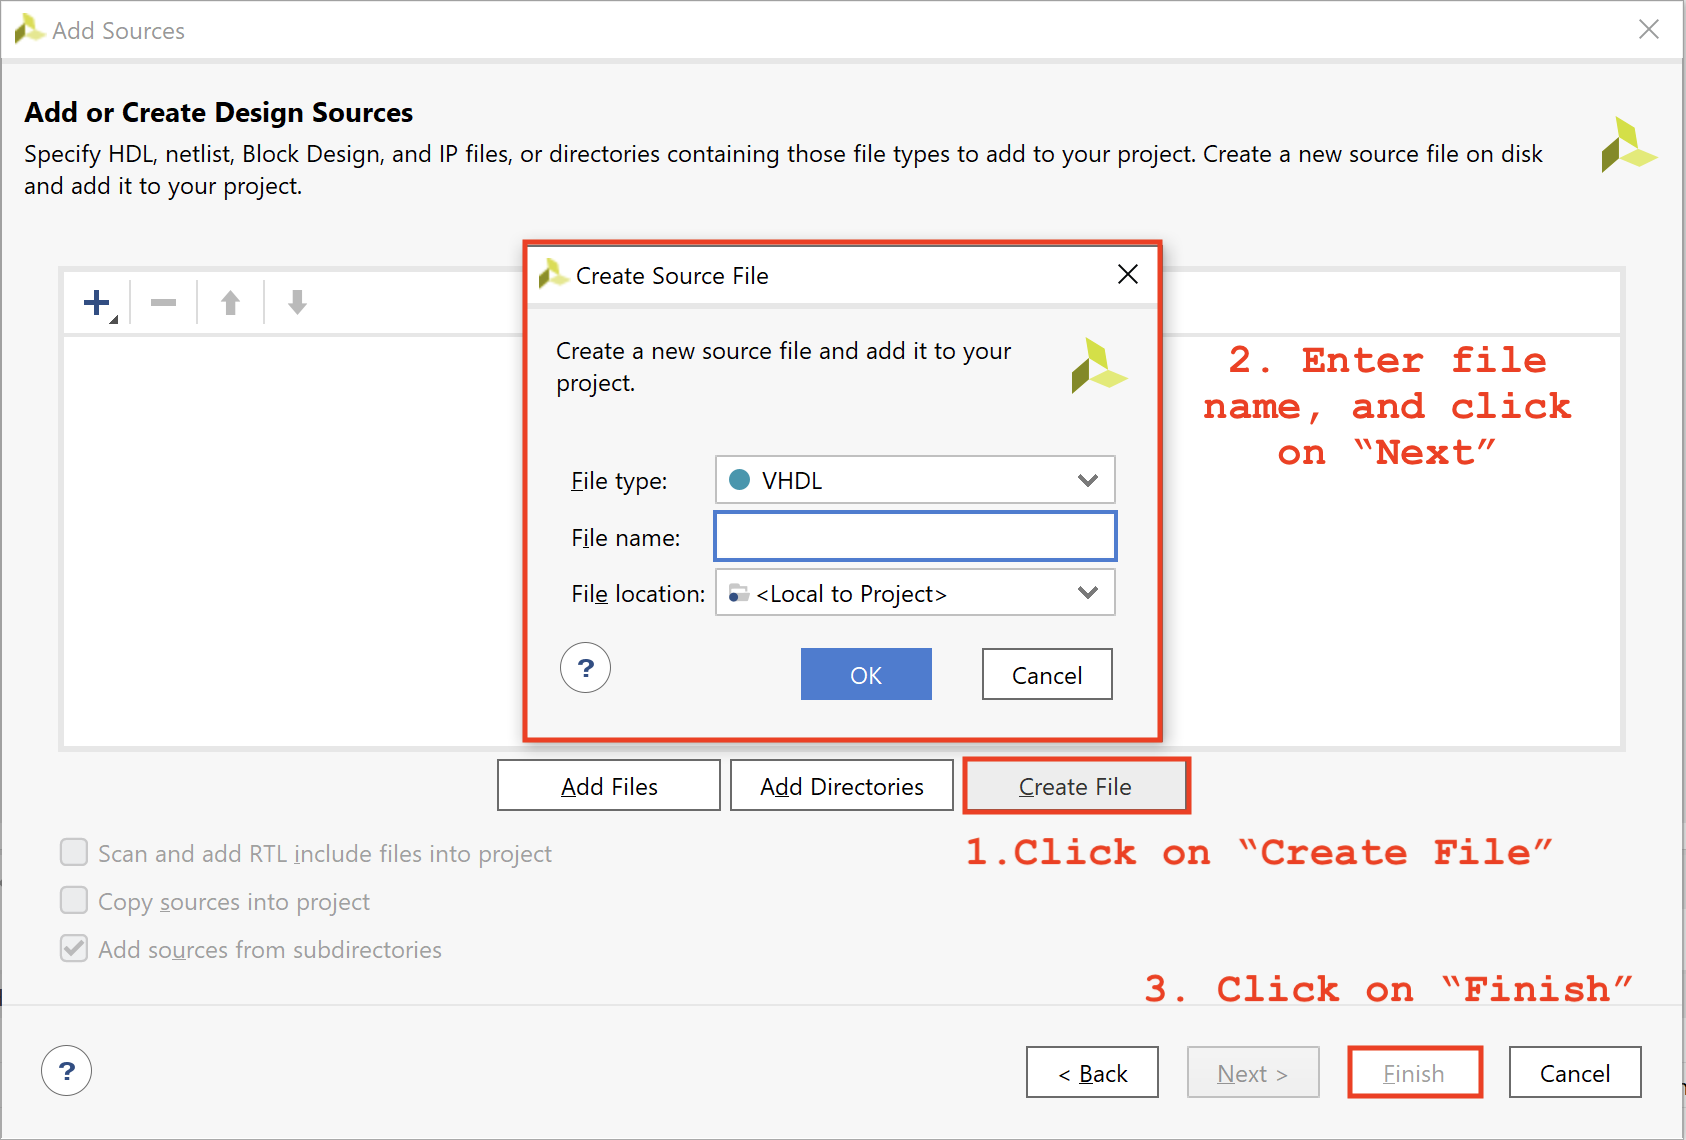 Add Sources
Add or Create Design Sources
Specify HDL, netlist, Block Design, and IP files, or directories containing those file types to add to your project. Create a new source file on disk
and add it to your project.
Create Source File
Create a new source file and add it to your
project.
File type:
VHDL
File name:
File location:
<Local to Project>
?
OK
Cancel
2. Enter file
name, and click
on “Next”
Add Files
Add Directories
Create File
1.Click on “Create File”
Scan and add RTL include files into project
Copy sources into project
Add sources from subdirectories
3. Click on “Finish”
?
< Back
Next >
Finish
Cancel